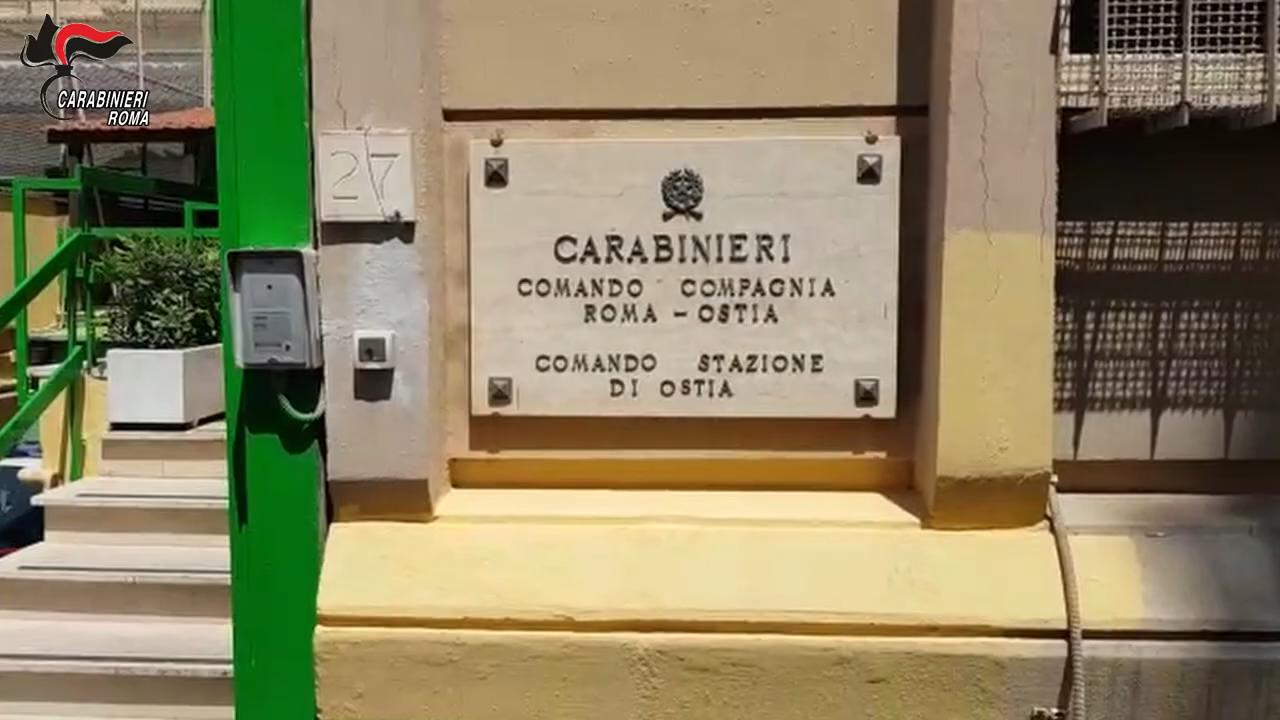 CARABINIERI
ROMA
27
CARABINIERI
COMANDO COMPAGNIA
ROMA - OSTIA
COMANDO STAZIONE
DI OSTIA